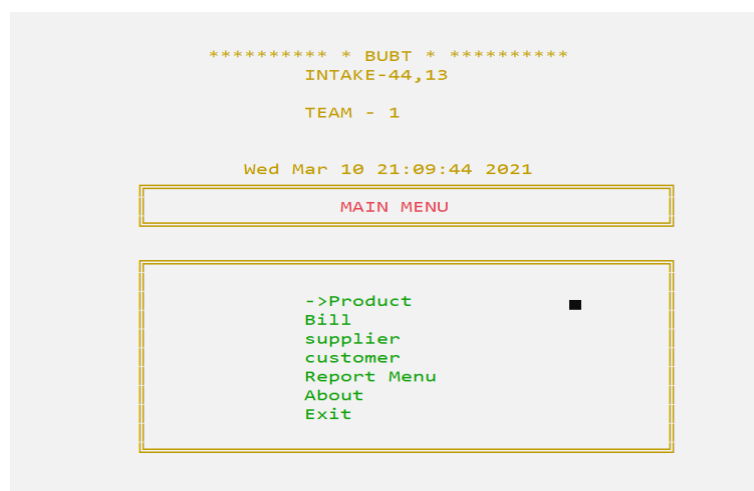 ********** * BUBT * **********
INTAKE-44,13
TEAM - 1
Wed Mar 10 21:09:44 2021
MAIN MENU
->Product
Bill
supplier
customer
Report Menu
About
Exit